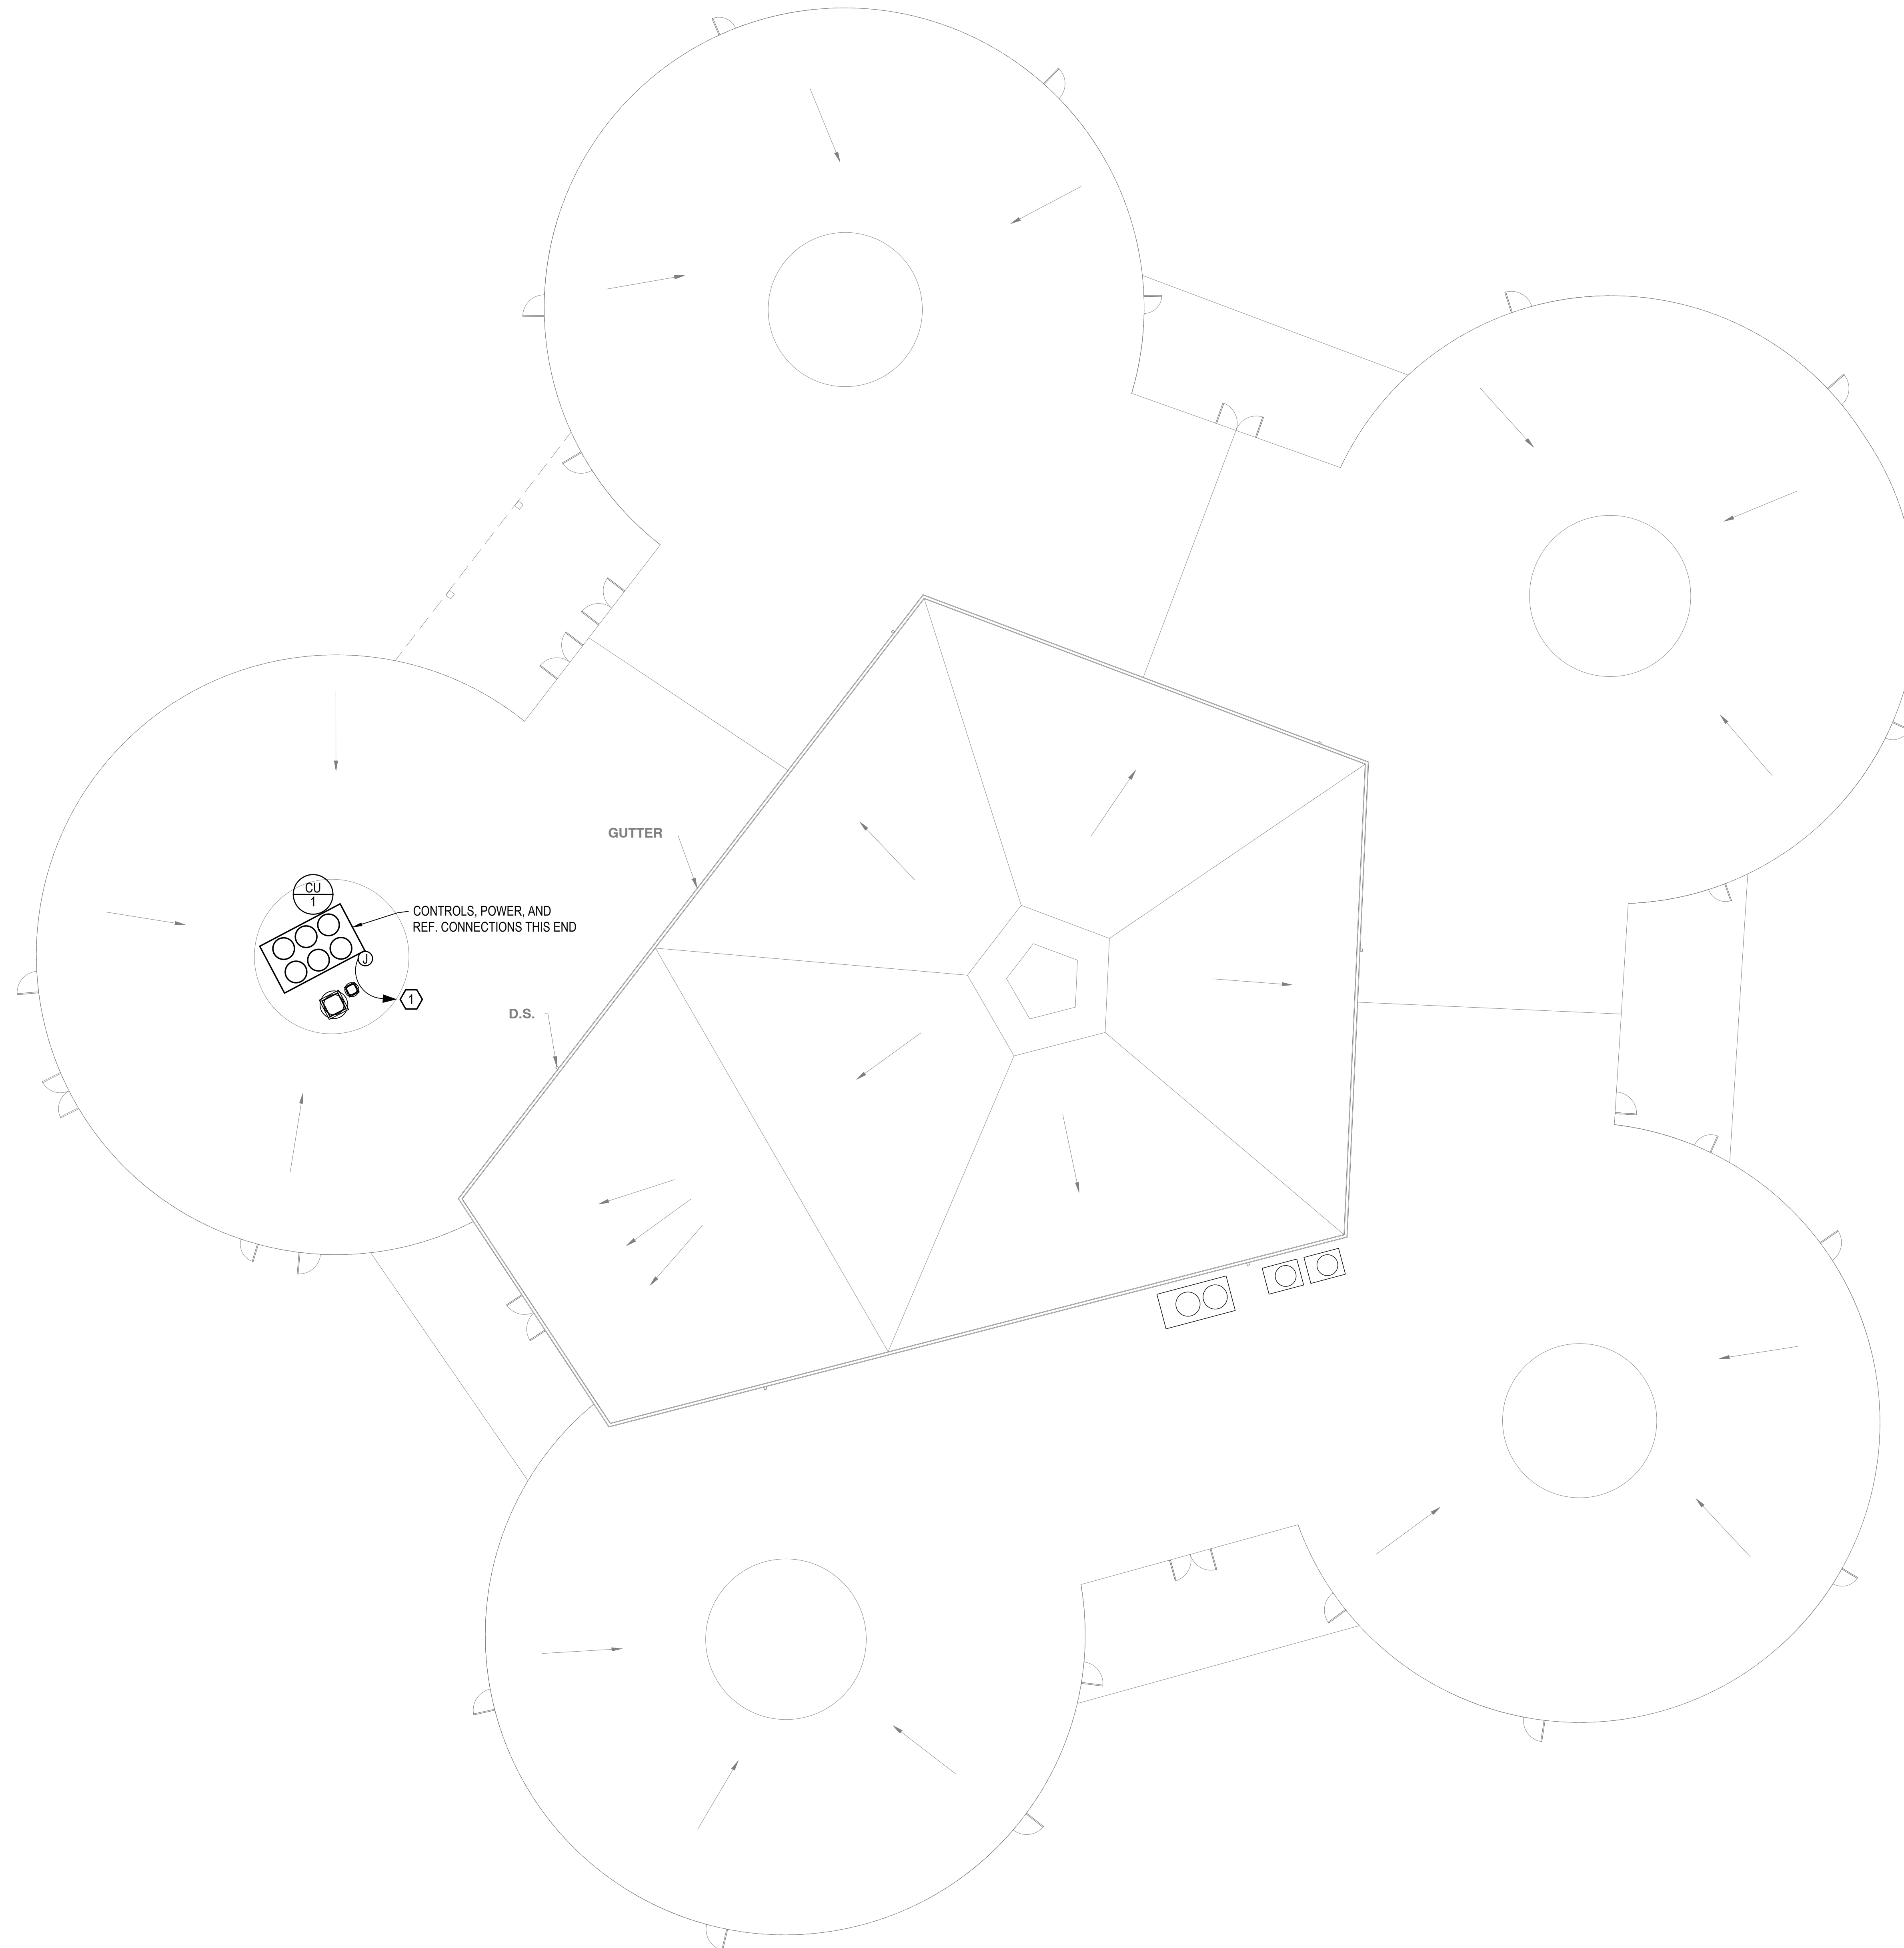 GUTTER
CU
1
CONTROLS, POWER, AND
REF. CONNECTIONS THIS END
J
1
D.S.